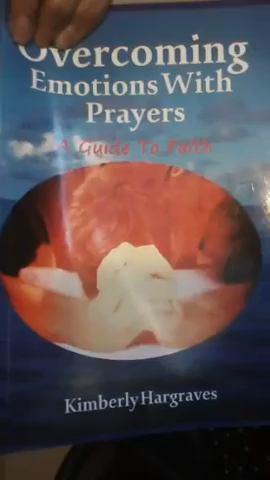 Overcoming
Emotions With
Prayers
A Guide To Faith
Kimberly Hargraves